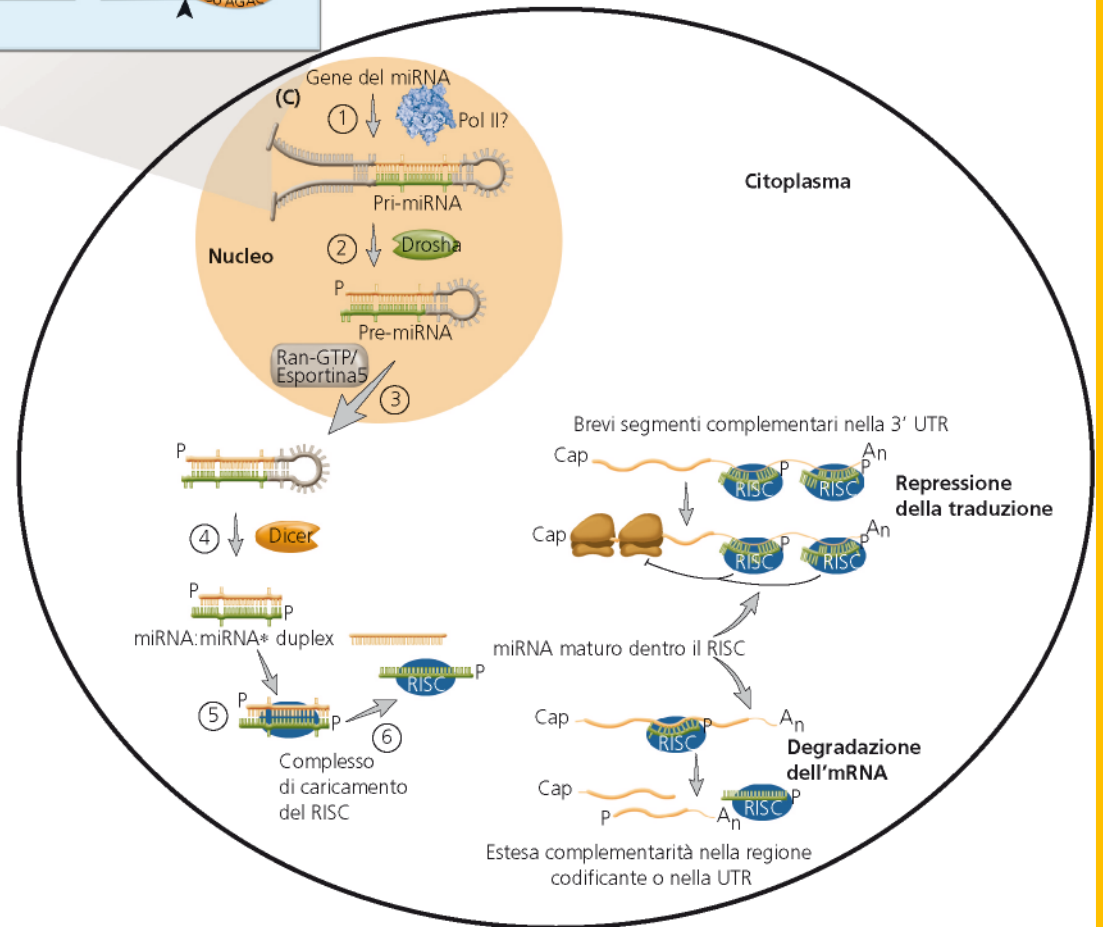 Gene del miRNA
(C)
1
Pol II?
Pri-miRNA
2
Drosha
Nucleo
P
Pre-miRNA
Ran-GTP/
Esportina5
3
Citoplasma
P
4
Dicer
P
P
miRNA:miRNA* duplex
5
P
P
6
RISC
P
Complesso
di caricamento
del RISC
Brevi segmenti complementari nella 3' UTR
Cap
RISC
P
RISC
P
An
Repressione
della traduzione
Cap
RISC
P
RISC
P
An
miRNA maturo dentro il RISC
Cap
RISC
P
An
Degradazione
dell'mRNA
Cap
P
An
RISC
P
Estesa complementarità nella regione
codificante o nella UTR